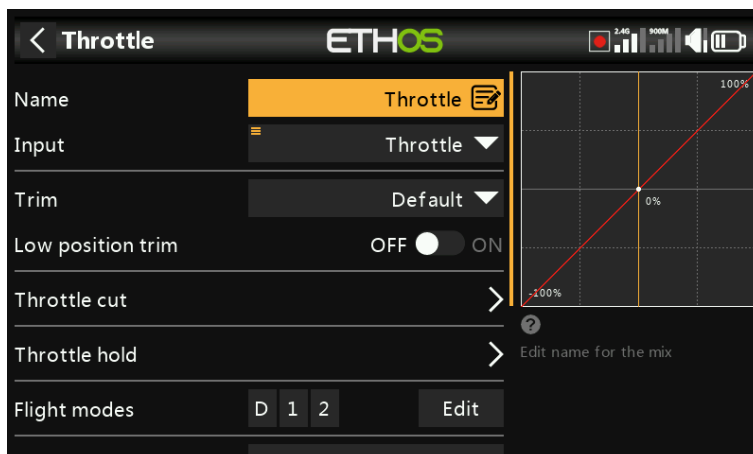 Throttle
ETHOS
2.4G 900M
Name Throttle
100%
Input Throttle
Trim Default
0%
Low position trim OFF ON
Throttle cut
-100%
?
Throttle hold
Edit name for the mix
Flight modes D 1 2 Edit